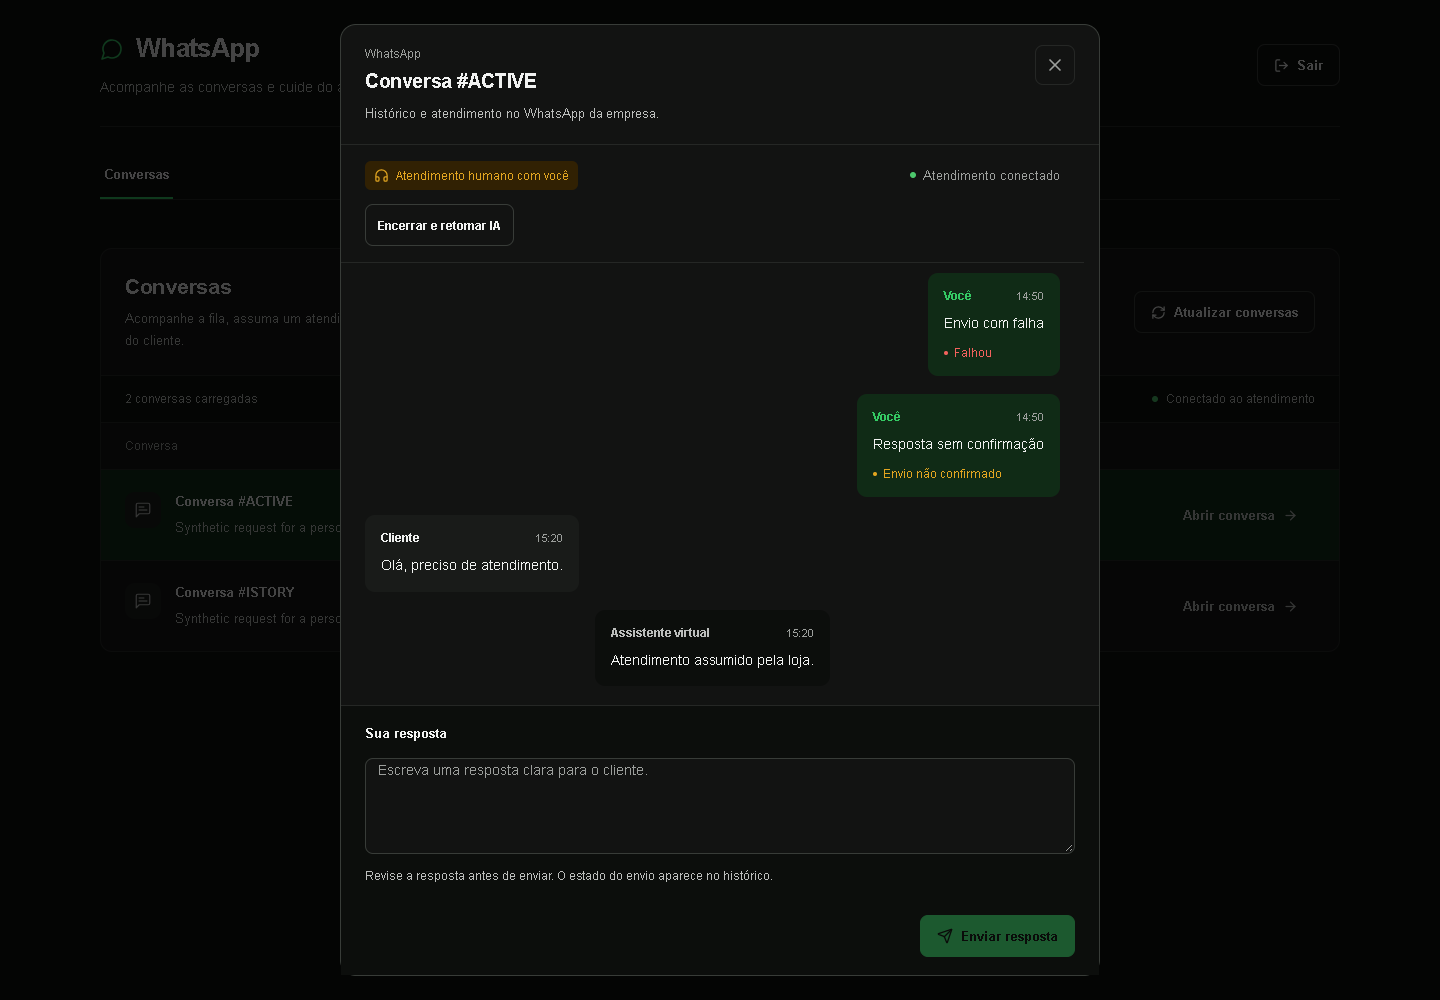 WhatsApp
Acompanhe as conversas e cuide do a
Sair
Conversas
Conversas
Acompanhe a fila, assuma um atendi
do cliente.
Atualizar conversas
2 conversas carregadas
Conectado ao atendimento
Conversa
Conversa #ACTIVE
Synthetic request for a perso
Abrir conversa
Conversa #ISTORY
Synthetic request for a perso
Abrir conversa
WhatsApp
Conversa #ACTIVE
Histórico e atendimento no WhatsApp da empresa.
Atendimento humano com você
Atendimento conectado
Encerrar e retomar IA
Você 14:50
Envio com falha
• Falhou
Você 14:50
Resposta sem confirmação
• Envio não confirmado
Cliente 15:20
Olá, preciso de atendimento.
Assistente virtual 15:20
Atendimento assumido pela loja.
Sua resposta
Escreva uma resposta clara para o cliente.
Revise a resposta antes de enviar. O estado do envio aparece no histórico.
Enviar resposta